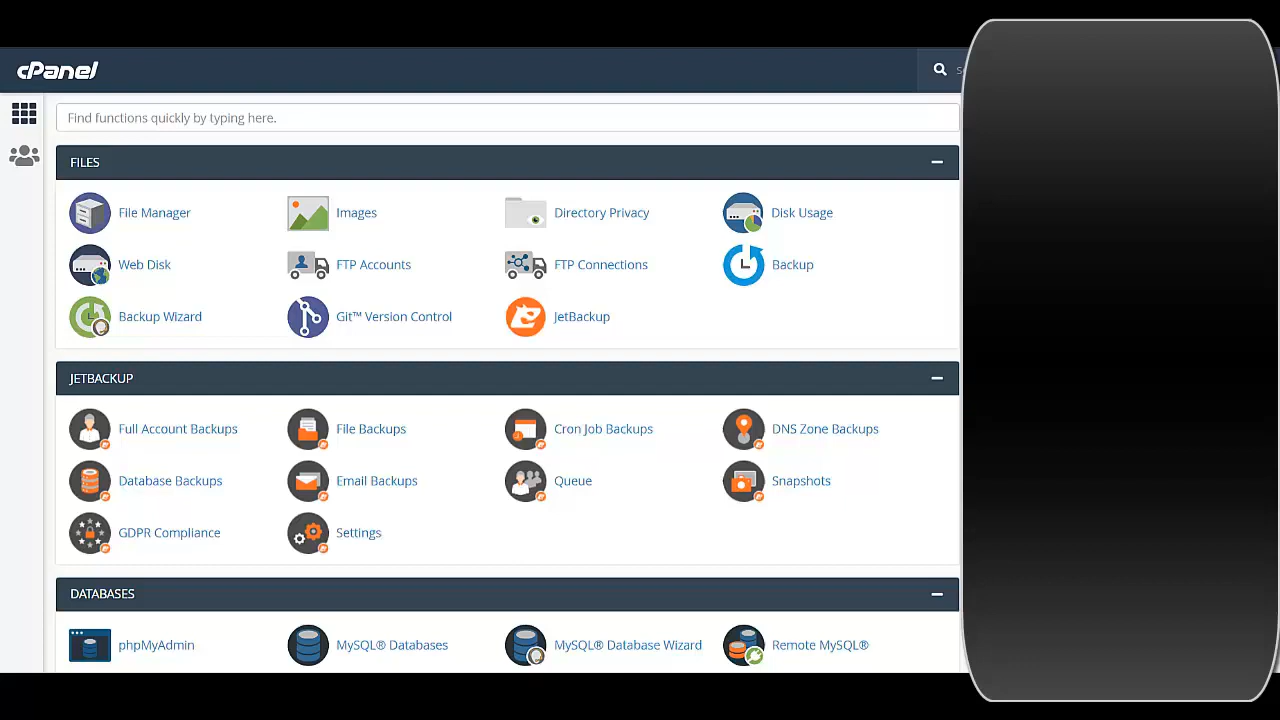 cPanel
Find functions quickly by typing here.
FILES
File Manager
Images
Directory Privacy
Disk Usage
Web Disk
FTP Accounts
FTP Connections
Backup
Backup Wizard
Git™ Version Control
JetBackup
JETBACKUP
Full Account Backups
File Backups
Cron Job Backups
DNS Zone Backups
Database Backups
Email Backups
Queue
Snapshots
GDPR Compliance
Settings
DATABASES
phpMyAdmin
MySQL® Databases
MySQL® Database Wizard
Remote MySQL®